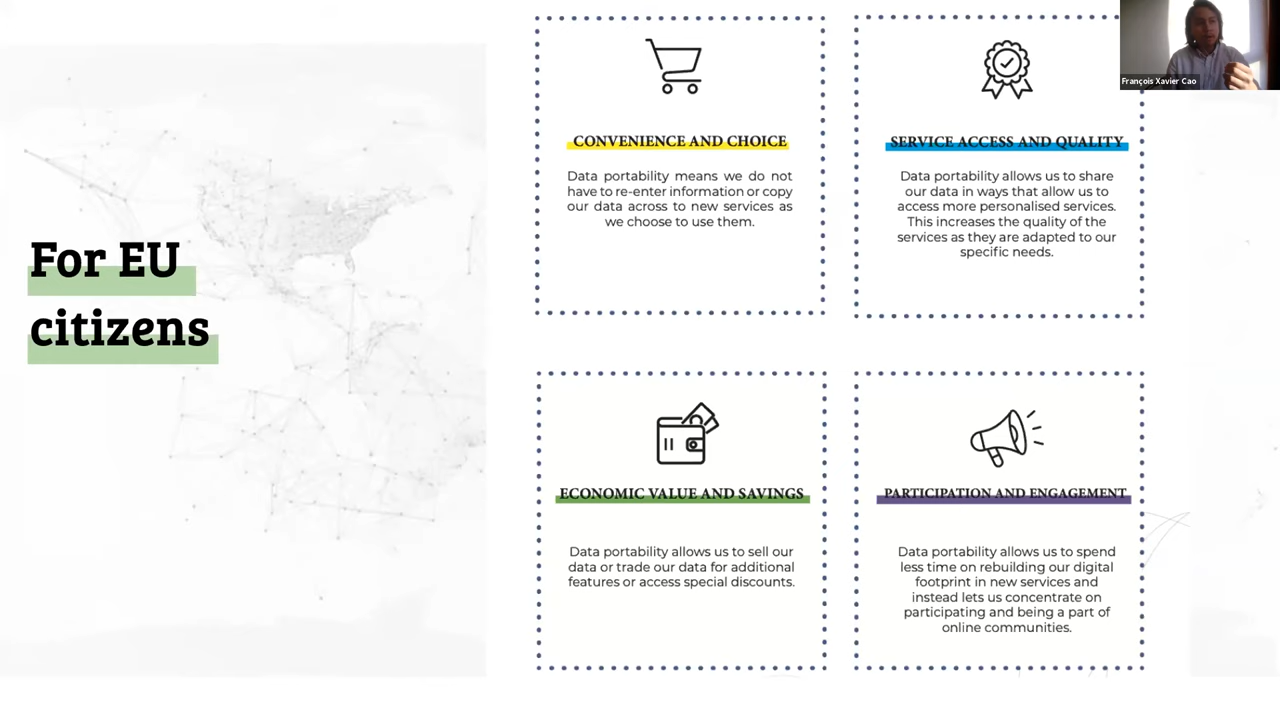 For EU
citizens
CONVENIENCE AND CHOICE
Data portability means we do not
have to re-enter information or copy
our data across to new services as
we choose to use them.
SERVICE ACCESS AND QUALITY
Data portability allows us to share
our data in ways that allow us to
access more personalised services.
This increases the quality of the
services as they are adapted to our
specific needs.
ECONOMIC VALUE AND SAVINGS
Data portability allows us to sell our
data or trade our data for additional
features or access special discounts.
PARTICIPATION AND ENGAGEMENT
Data portability allows us to spend
less time on rebuilding our digital
footprint in new services and
instead lets us concentrate on
participating and being a part of
online communities.
François Xavier Cao